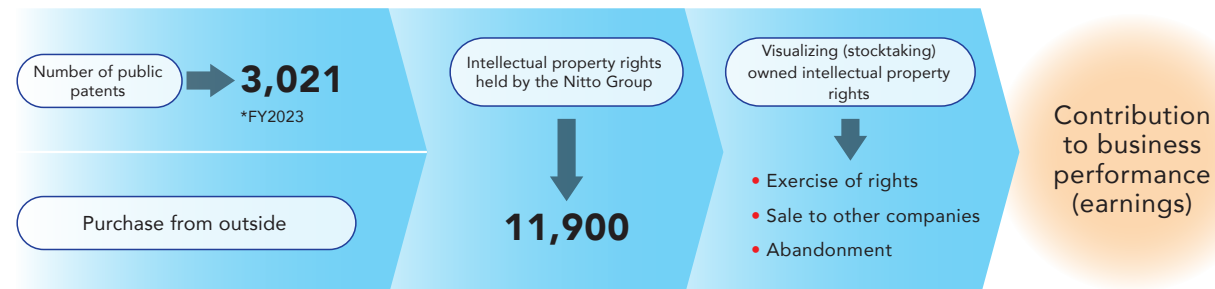 Number of public
patents
3,021
*FY2023
Purchase from outside
Intellectual property rights
held by the Nitto Group
11,900
Visualizing (stocktaking)
owned intellectual property
rights
• Exercise of rights
• Sale to other companies
• Abandonment
Contribution
to business
performance
(earnings)